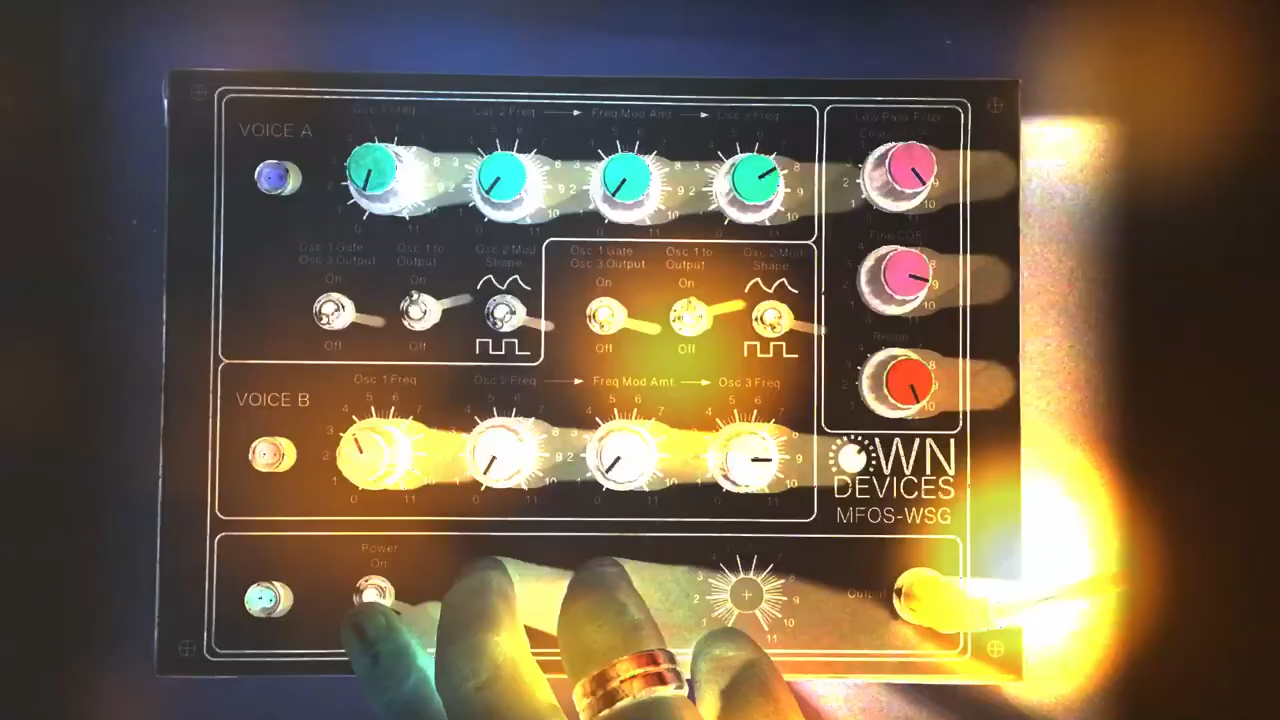 VOICE A
Osc 1 Freq
Osc 2 Freq
Freq Mod Amt
Osc 3 Freq
Low Pass Filter
Osc 1 Gate
Osc 3 Output
Osc 1 to
Output
Osc 2 Mod
Shape
Osc 1 Gate
Osc 3 Output
Osc 1 to
Output
Osc 2 Mod
Shape
Fine COF
On
On
On
On
Off
Off
Off
Off
VOICE B
Osc 1 Freq
Osc 2 Freq
Freq Mod Amt.
Osc 3 Freq
OWN
DEVICES
MFOS-WSG
Power
On
Output